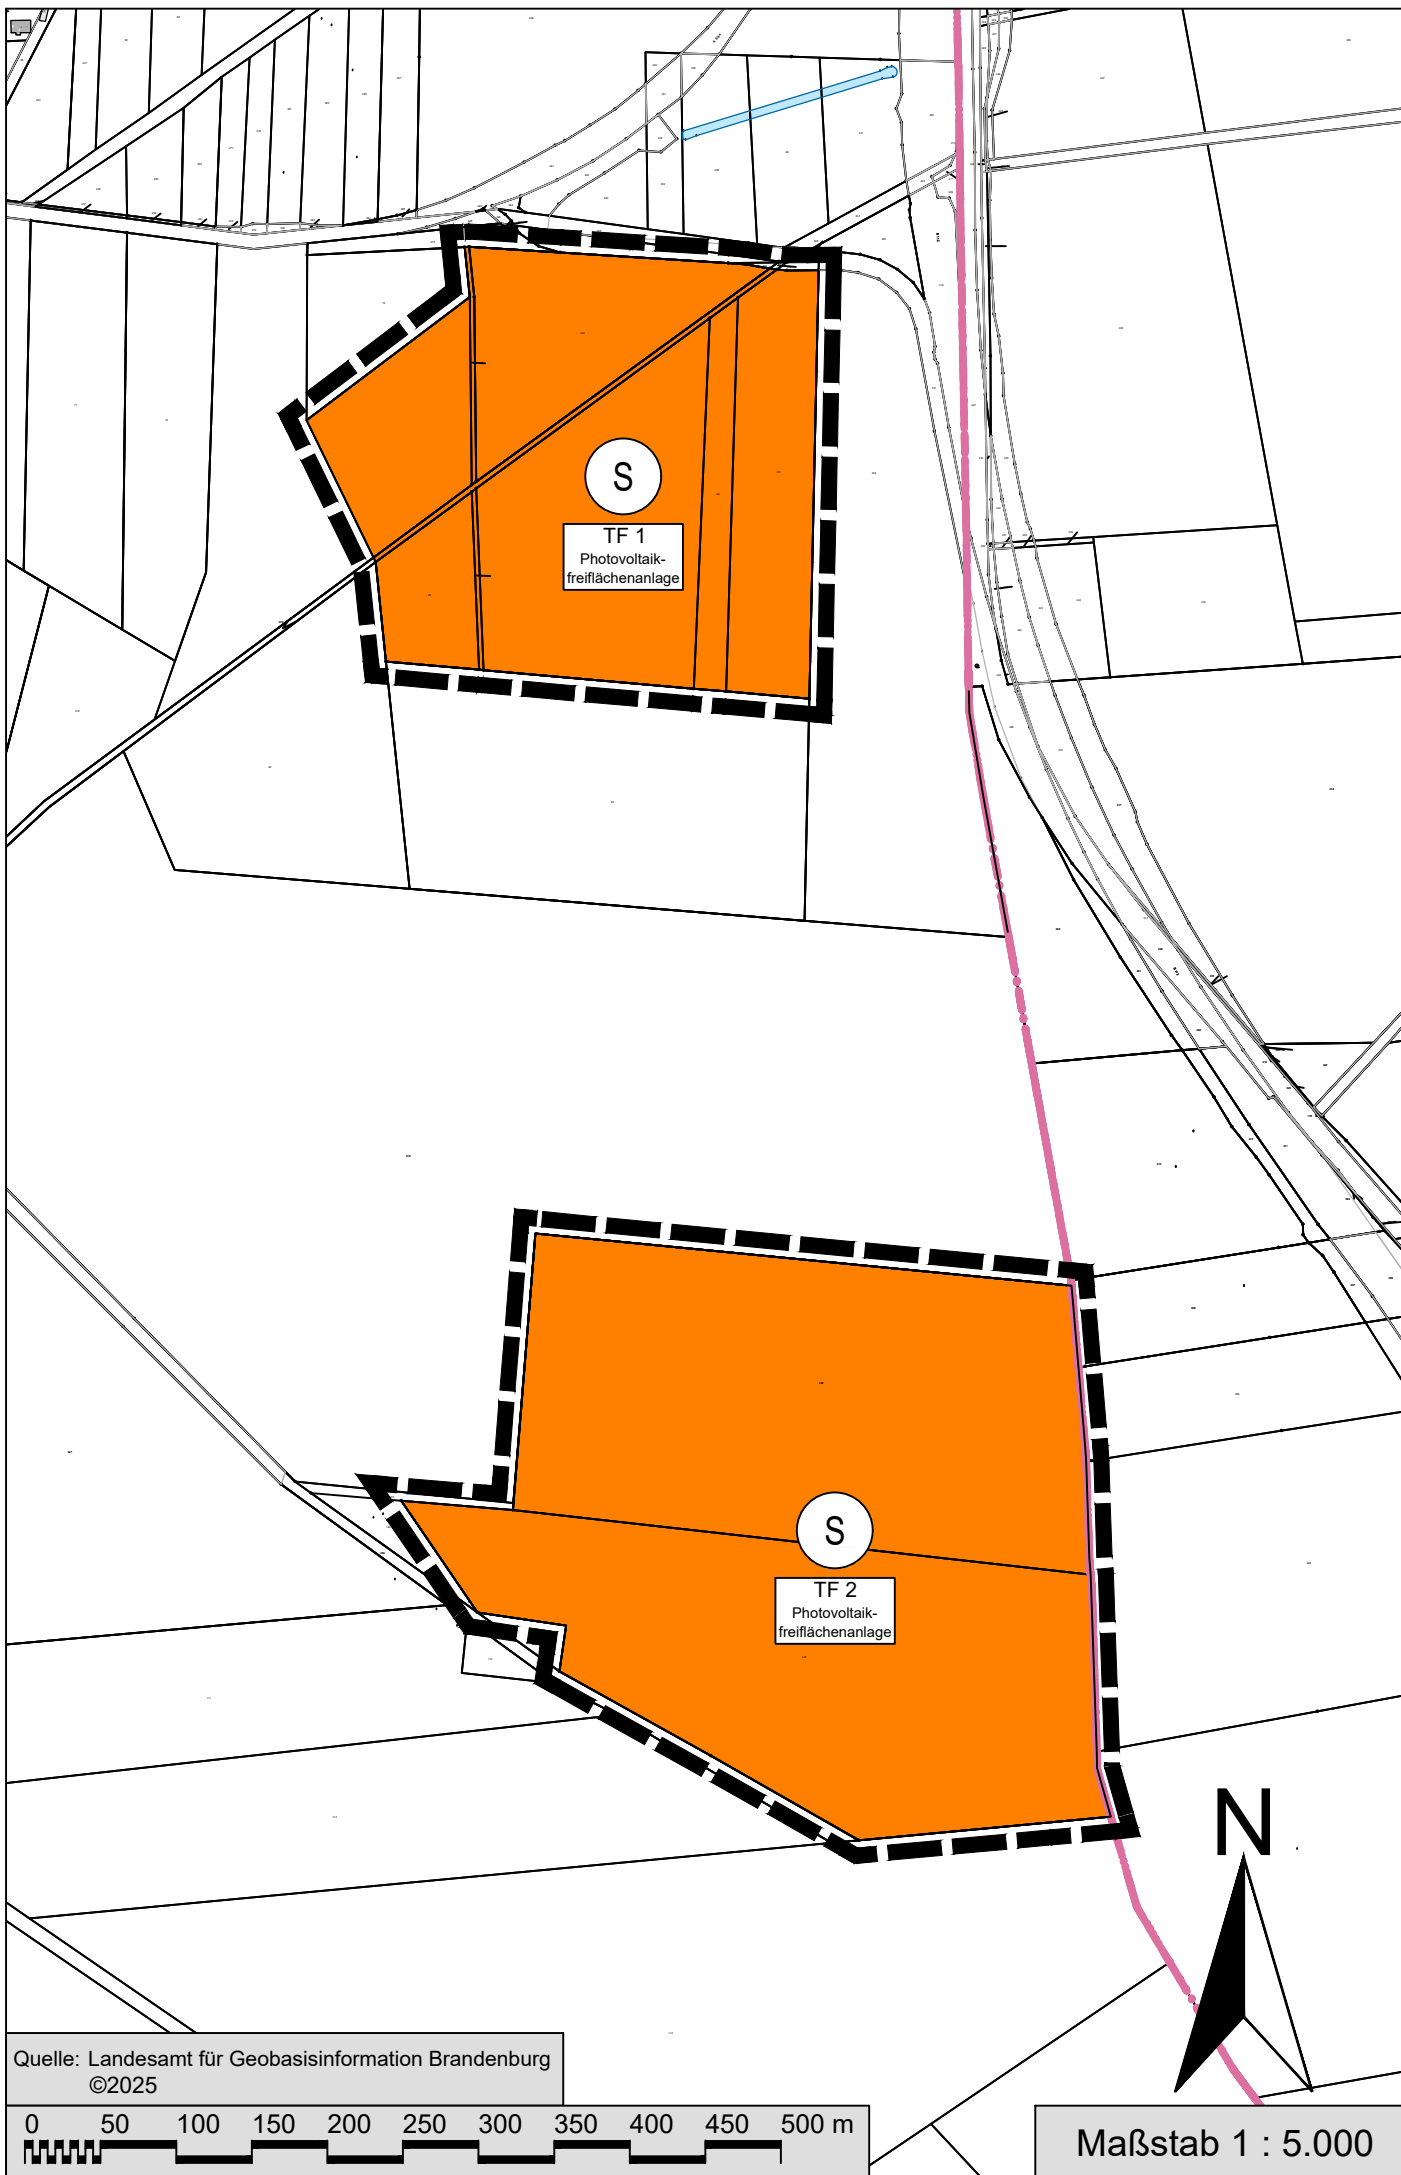 S
TF 1
Photovoltaik-
freiflächenanlage
S
TF 2
Photovoltaik-
freiflächenanlage
N
Quelle: Landesamt für Geobasisinformation Brandenburg
©2025
0 50 100 150 200 250 300 350 400 450 500 m
Maßstab 1 : 5.000